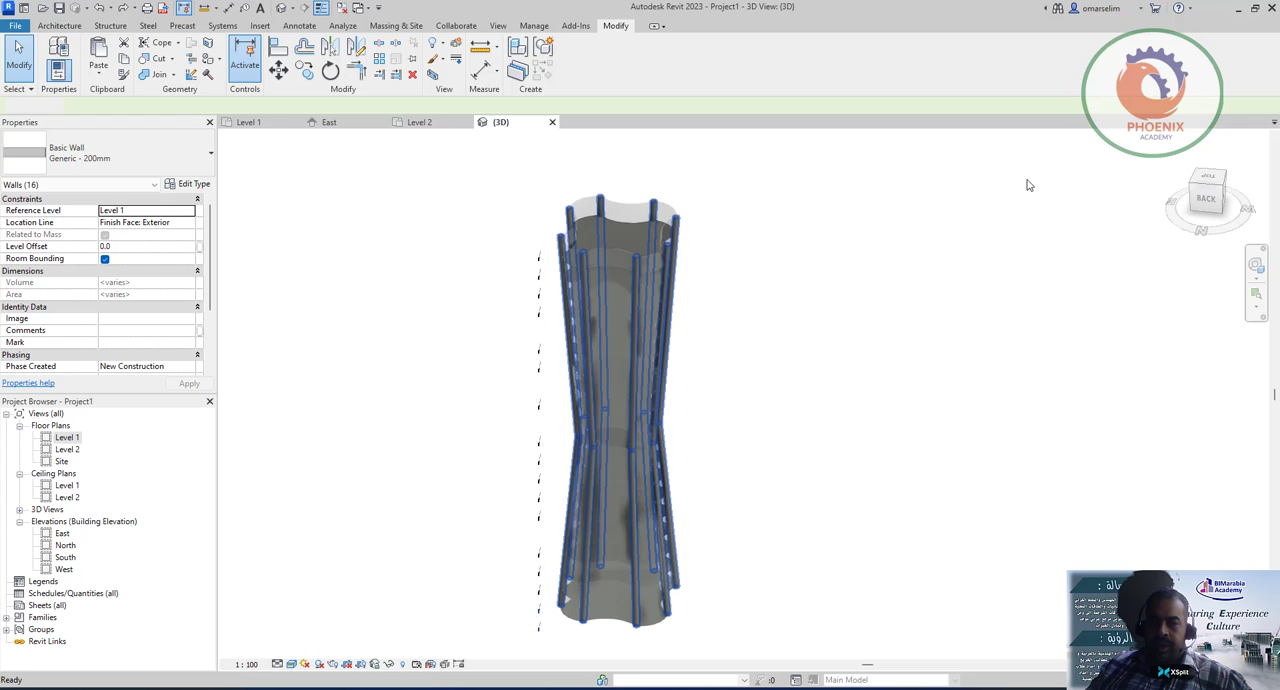 Autodesk Revit 2023 - Project1 - 3D View: {3D}
omarselim
File
Architecture
Structure
Steel
Precast
Systems
Insert
Annotate
Analyze
Massing & Site
Collaborate
View
Manage
Add-Ins
Modify
Modify
Paste
Cope
Cut
Join
Activate
Select
Properties
Clipboard
Geometry
Controls
Modify
View
Measure
Create
PHOENIX
ACADEMY
Properties
Level 1
East
Level 2
{3D}
Basic Wall
Generic - 200mm
Walls (16)
Edit Type
Constraints
Reference Level
Level 1
Location Line
Finish Face: Exterior
Related to Mass
Level Offset
0.0
Room Bounding
Dimensions
Volume
<varies>
Area
<varies>
Identity Data
Image
Comments
Mark
Phasing
Phase Created
New Construction
Properties help
Apply
TOP
BACK
N
Project Browser - Project1
Views (all)
Floor Plans
Level 1
Level 2
Site
Ceiling Plans
Level 1
Level 2
3D Views
Elevations (Building Elevation)
East
North
South
West
Legends
Schedules/Quantities (all)
Sheets (all)
Families
Groups
Revit Links
1 : 100
Ready
:0
Main Model
BIMarabia
Academy
Experience
Culture
XSplit